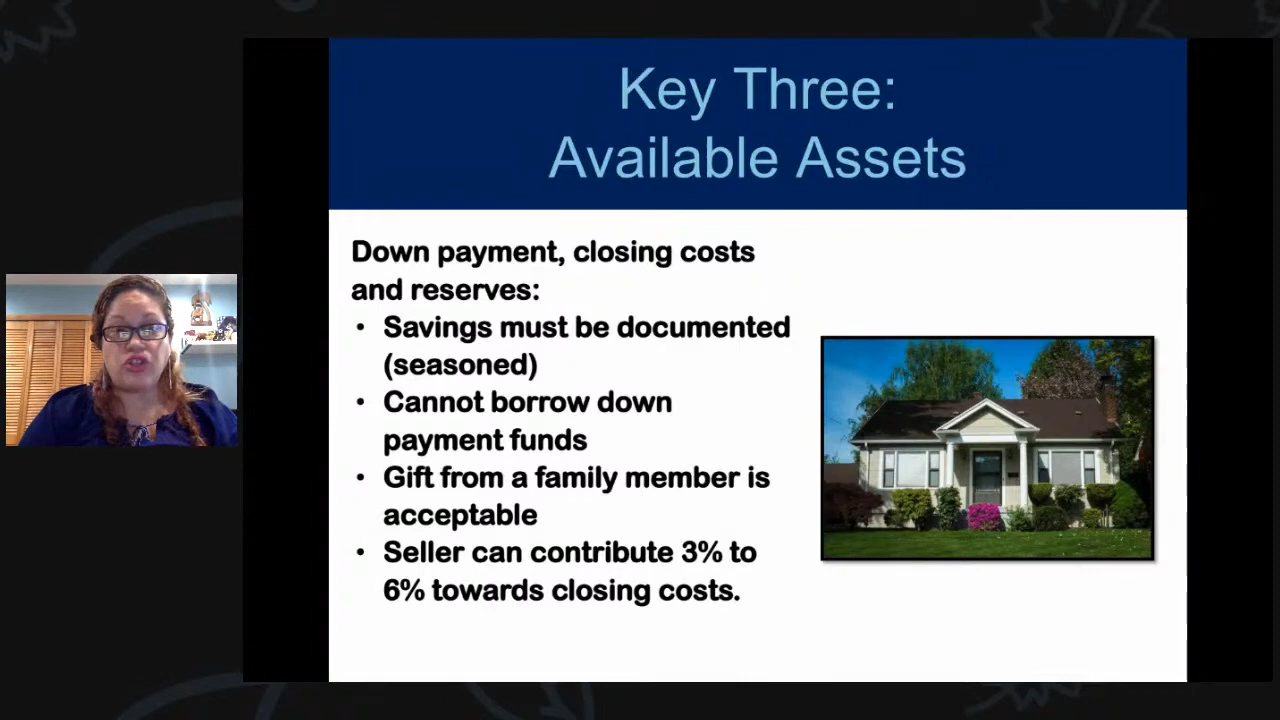 Key Three:
Available Assets
Down payment, closing costs
and reserves:
• Savings must be documented
(seasoned)
• Cannot borrow down
payment funds
• Gift from a family member is
acceptable
• Seller can contribute 3% to
6% towards closing costs.